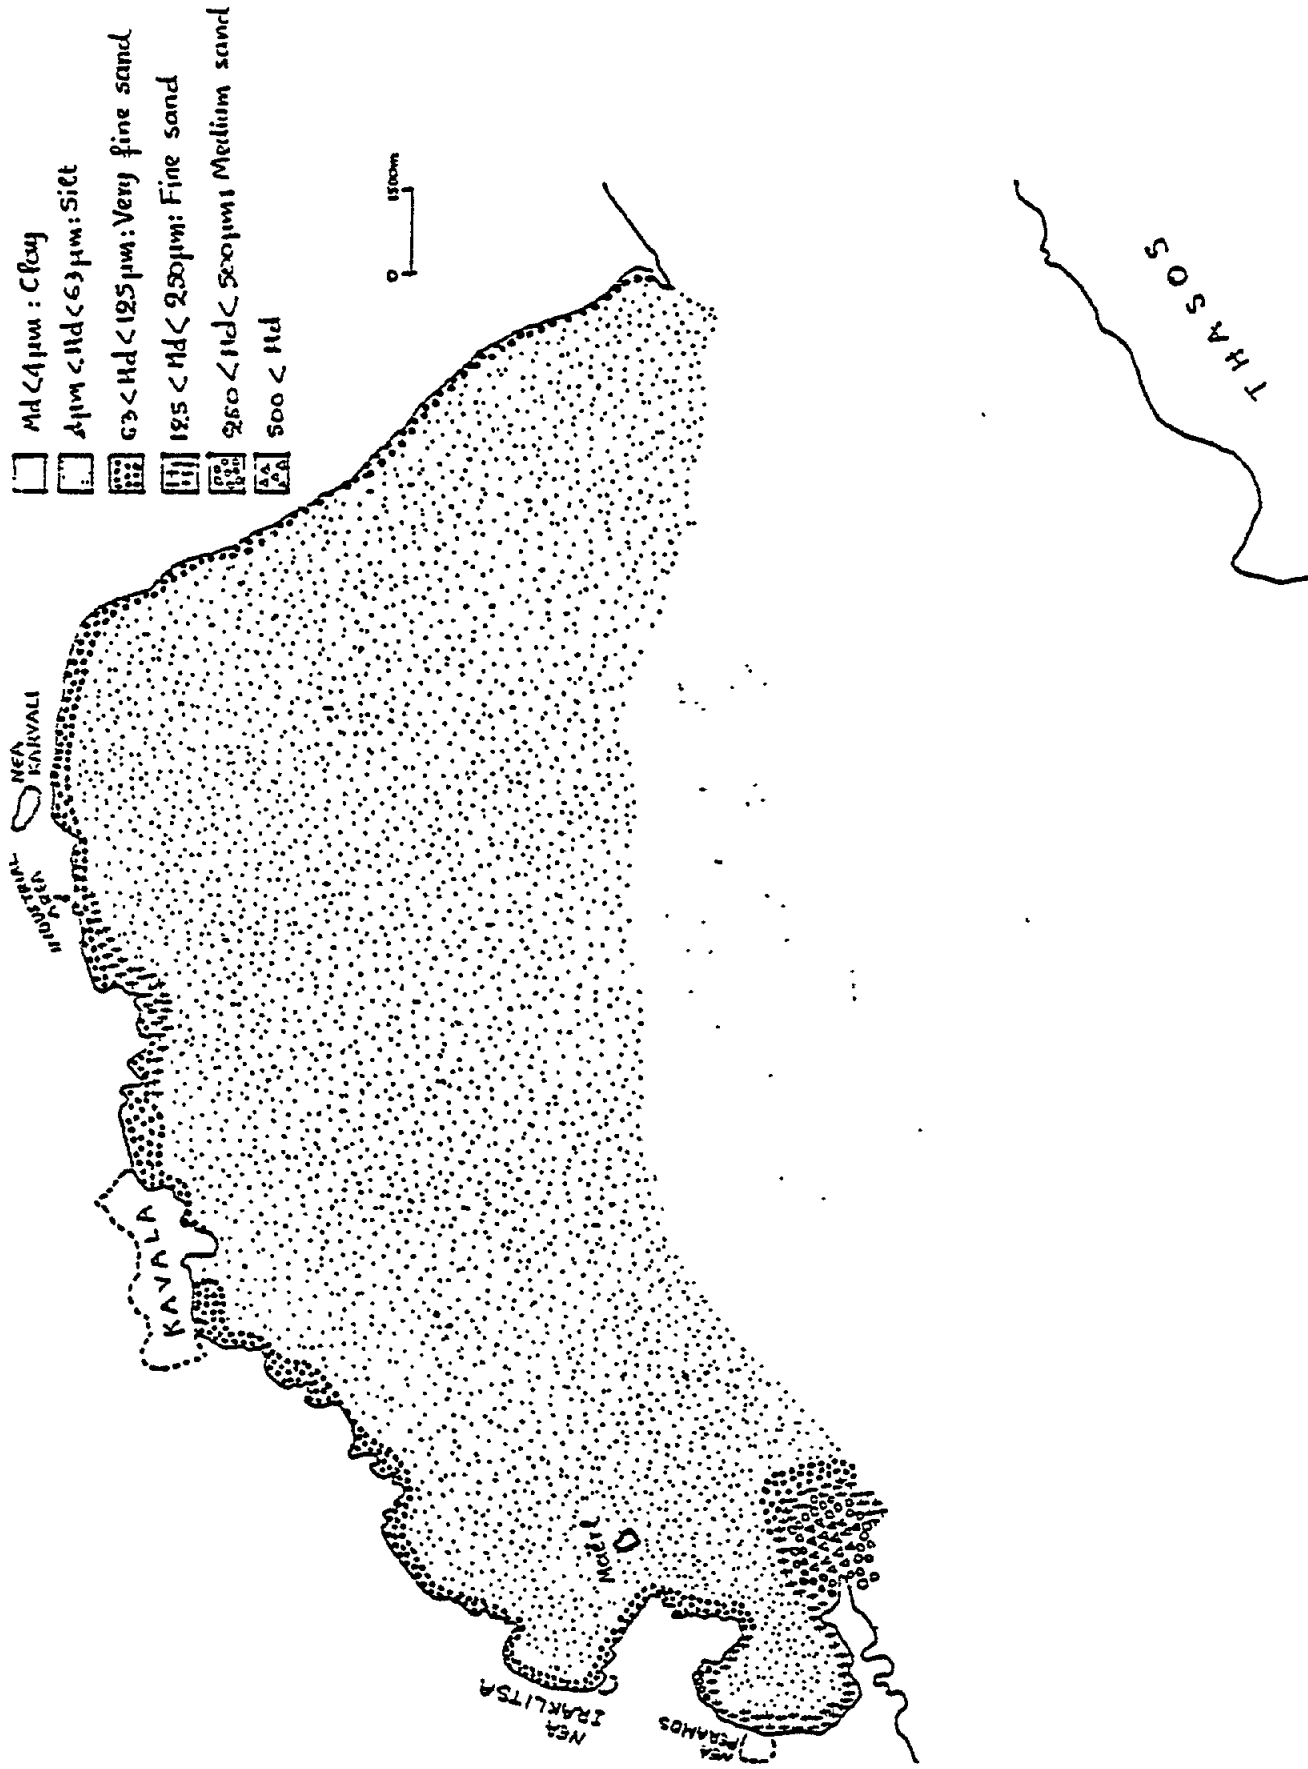 Md<4μm : Clay
4μm<Md<63μm: Silt
63<Md<125μm: Very fine sand
125<Md<250μm: Fine sand
250<Md<500μm: Medium sand
500<Md
0 1500m
NEA
KARVALI
INDUSTRIAL
AREA
KAVALA
Maërl
NEA
IRAKLITSA
NEA
PERAMOS
THASOS